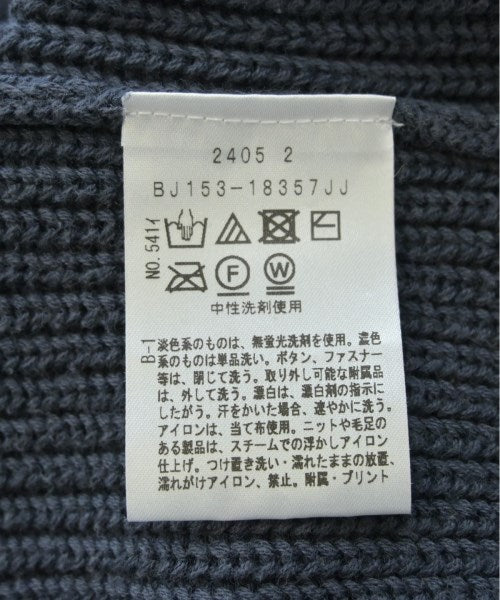 2405 2
BJ153-18357JJ
NO.541イ
F
W
中性洗剤使用
B-1
淡色系のものは、無蛍光洗剤を使用。濃色
系のものは単品洗い。ボタン、ファスナー
等は、閉じて洗う。取り外し可能な附属品
は、外して洗う。漂白は、漂白剤の指示に
したがう。汗をかいた場合、速やかに洗う。
アイロンは、当て布使用。ニットや毛足の
ある製品は、スチームでの浮かしアイロン
仕上げ。つけ置き洗い・濡れたままの放置、
濡れがけアイロン、禁止。附属・プリント